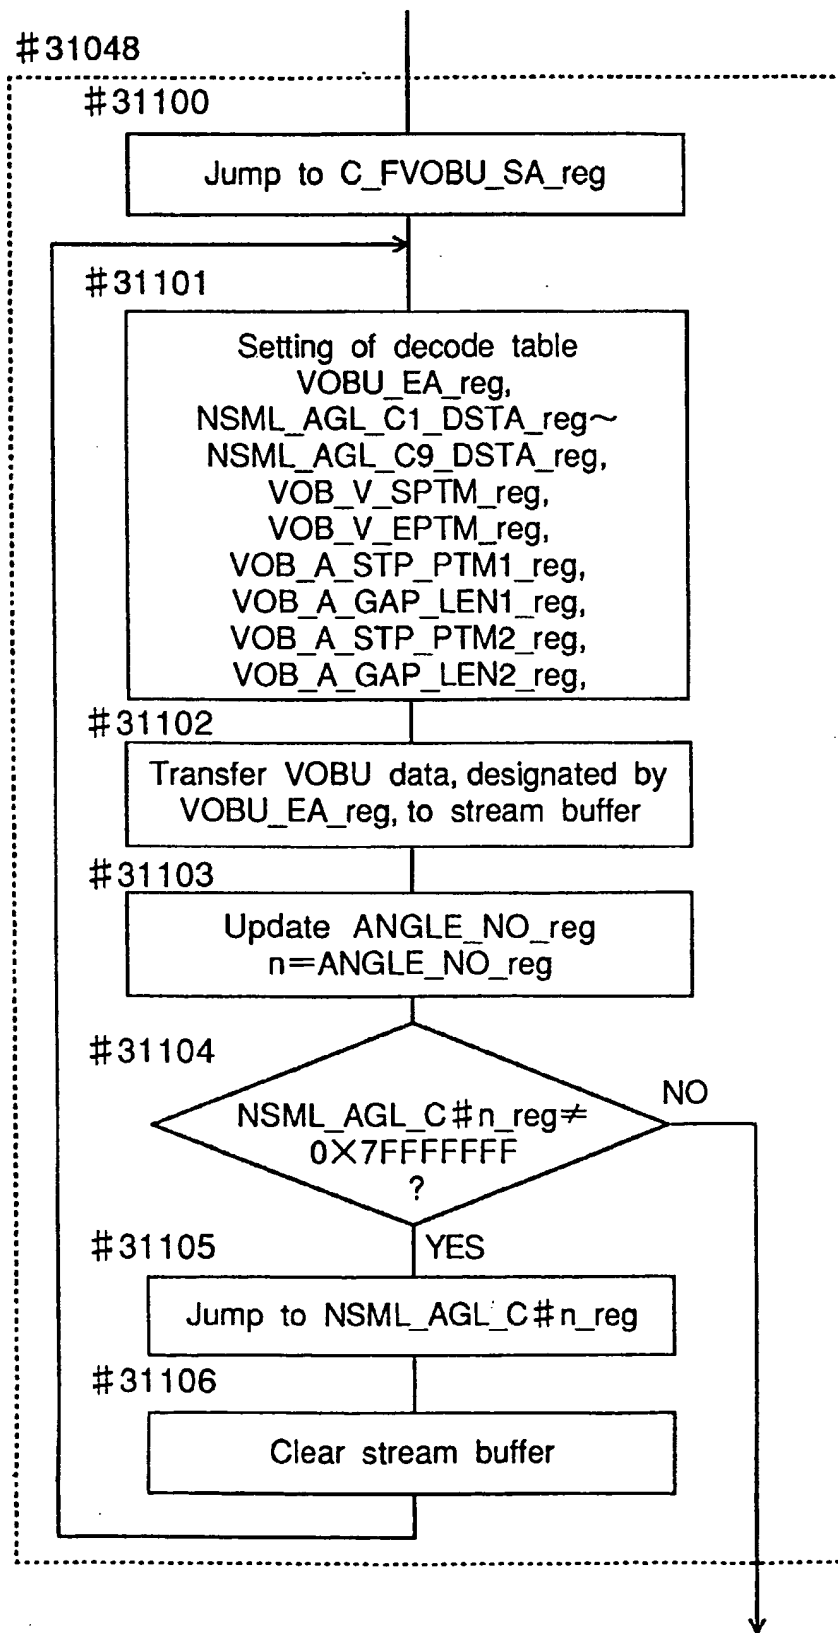 #31048
#31100
Jump to C_FVOBU_SA_reg
#31101
Setting of decode table
VOBU_EA_reg,
NSML_AGL_C1_DSTA_reg~
NSML_AGL_C9_DSTA_reg,
VOB_V_SPTM_reg,
VOB_V_EPTM_reg,
VOB_A_STP_PTM1_reg,
VOB_A_GAP_LEN1_reg,
VOB_A_STP_PTM2_reg,
VOB_A_GAP_LEN2_reg,
#31102
Transfer VOBU data, designated by
VOBU_EA_reg, to stream buffer
#31103
Update ANGLE_NO_reg
n=ANGLE_NO_reg
#31104
NSML_AGL_C#n_reg≠
0X7FFFFFFF
?
NO
#31105
YES
Jump to NSML_AGL_C#n_reg
#31106
Clear stream buffer